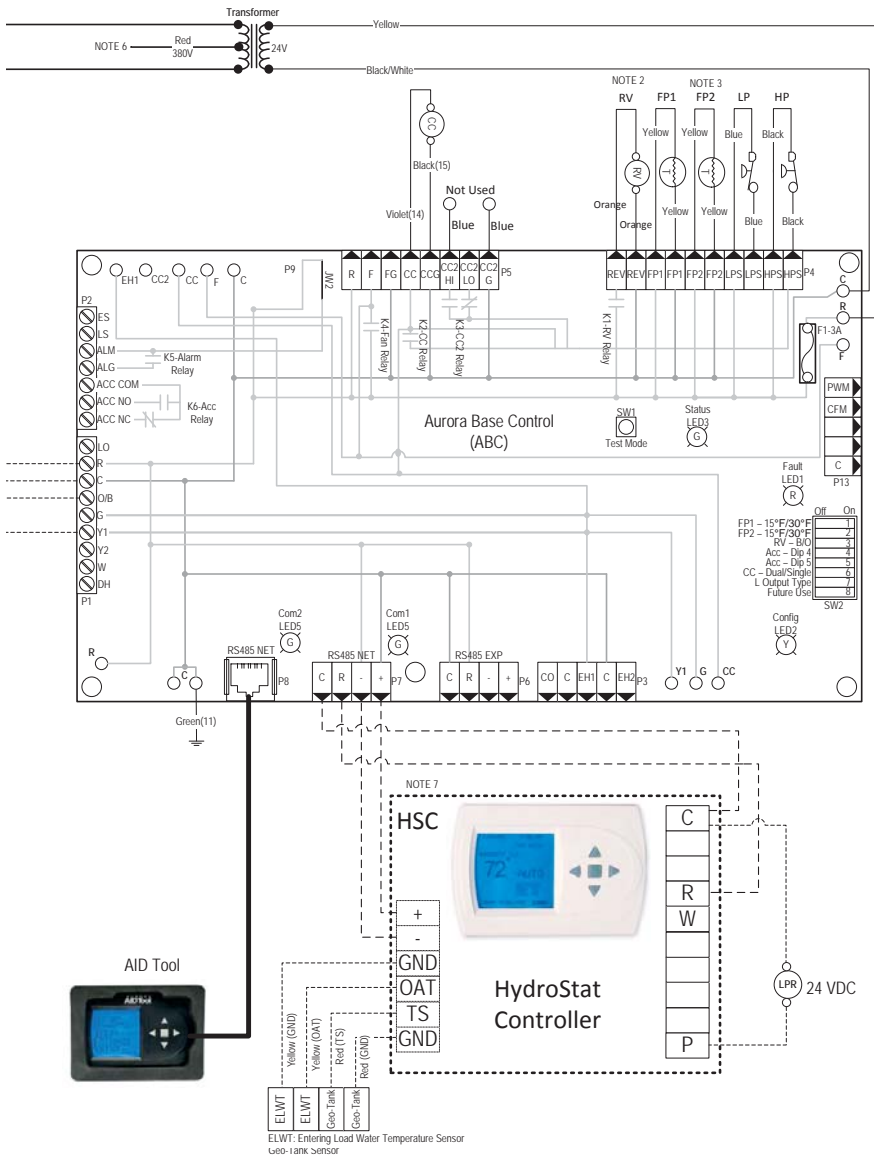 Transformer
Yellow
NOTE 6
Red
380V
24V
Black/White
NOTE 2
NOTE 3
RV
FP1
FP2
LP
HP
CC
Yellow
Yellow
Blue
Black
Black(15)
RV
T
T
Not Used
Orange
Violet(14)
Blue
Blue
Orange
Yellow
Yellow
Blue
Black
EH1
CC2
CC
F
C
P9
JW2
R
F
FG
CC
CCG
CC2 HI
CC2 LO
CC2 G
P5
REV
REV
FP1
FP1
FP2
FP2
LPS
LPS
HPS
HPS
P4
C
R
F1-3A
F
P2
ES
LS
ALM
ALG
ACC COM
ACC NO
ACC NC
K5-Alarm
Relay
K6-Acc
Relay
K4-Fan Relay
K2-CC Relay
K3-CC2 Relay
K1-RV Relay
Aurora Base Control
(ABC)
SW1
Test Mode
Status
LED3
G
PWM
CFM
C
P13
Fault
LED1
R
LO
R
C
O/B
G
Y1
Y2
W
DH
P1
Off On
FP1 – 15°F/30°F 1
FP2 – 15°F/30°F 2
RV – B/O 3
Acc – Dip 4 4
Acc – Dip 5 5
CC – Dual/Single 6
L Output Type 7
Future Use 8
SW2
Config
LED2
Y
Com2
LED5
G
Com1
LED5
G
R
C
RS485 NET
P8
RS485 NET
C
R
-
+
P7
RS485 EXP
C
R
-
+
P6
CO
C
EH1
C
EH2
P3
Y1
G
CC
Green(11)
NOTE 7
HSC
72
AUTO
C
R
W
P
+
-
GND
OAT
TS
GND
HydroStat
Controller
LPR
24 VDC
AID Tool
Yellow (GND)
Yellow (OAT)
Red (TS)
Red (GND)
ELWT
ELWT
Geo-Tank
Geo-Tank
ELWT: Entering Load Water Temperature Sensor
Geo-Tank Sensor